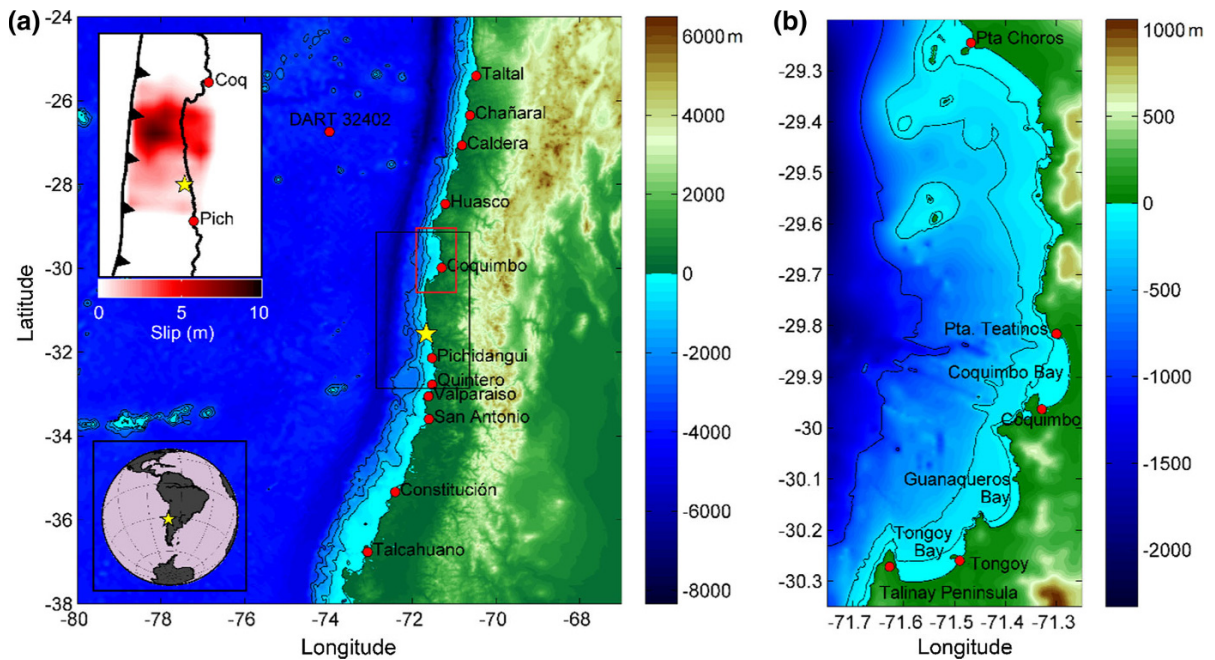 (a)
-24
-26
-28
-30
-32
-34
-36
-38
Latitude
-80
-78
-76
-74
-72
-70
-68
Longitude
Coq
Pich
0
5
10
Slip (m)
DART 32402
Taltal
Chañaral
Caldera
Huasco
Coquimbo
Pichidangui
Quintero
Valparaiso
San Antonio
Constitución
Talcahuano
6000 m
4000
2000
0
-2000
-4000
-6000
-8000
(b)
-29.3
-29.4
-29.5
-29.6
-29.7
-29.8
-29.9
-30
-30.1
-30.2
-30.3
-71.7
-71.6
-71.5
-71.4
-71.3
Longitude
Pta Choros
Pta. Teatinos
Coquimbo Bay
Coquimbo
Guanaqueros
Bay
Tongoy
Bay
Tongoy
Talinay Peninsula
1000 m
500
0
-500
-1000
-1500
-2000